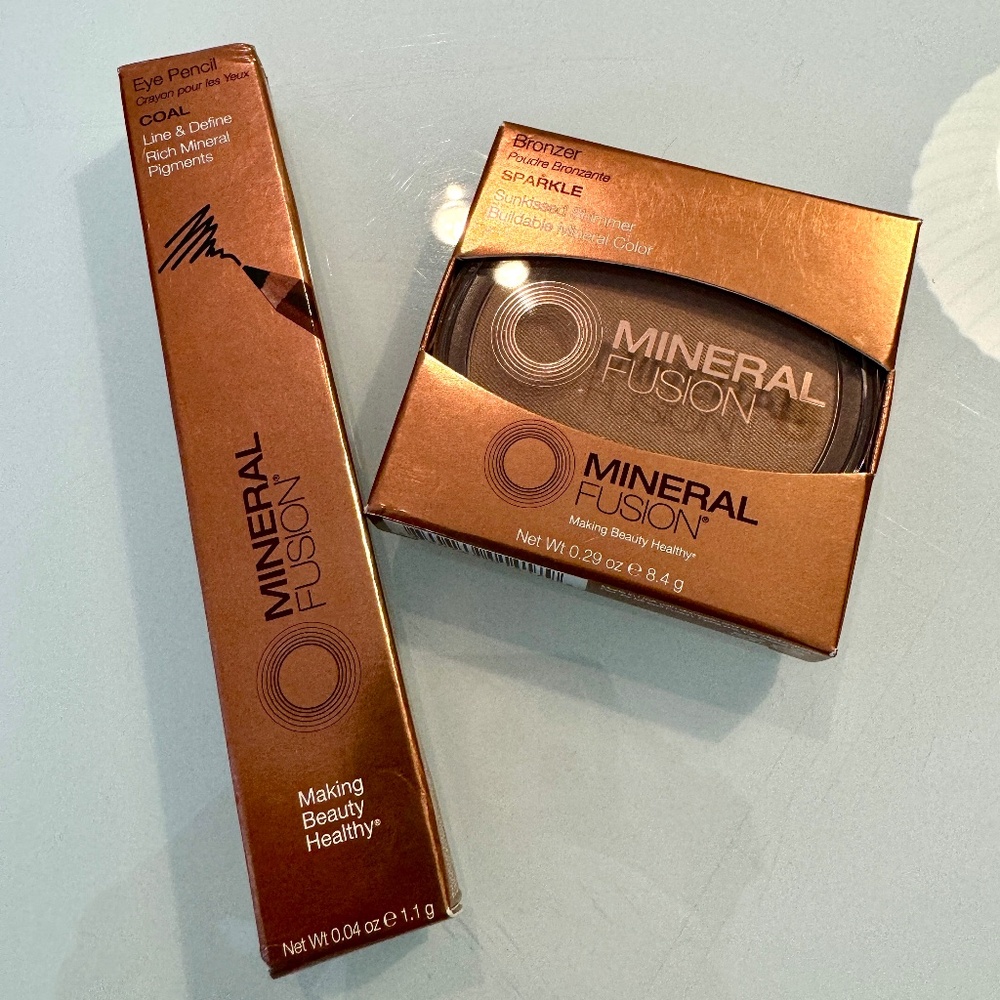 Eye Pencil
Crayon pour les Yeux
COAL
Line & Define
Rich Mineral
Pigments
MINERAL
FUSION®
Making
Beauty
Healthy®
Net Wt 0.04 oz ℮ 1.1 g
Bronzer
Poudre Bronzante
SPARKLE
Sunkissed Shimmer
Buildable Mineral Color
MINERAL
FUSION
MINERAL
FUSION®
Making Beauty Healthy®
Net Wt 0.29 oz ℮ 8.4 g